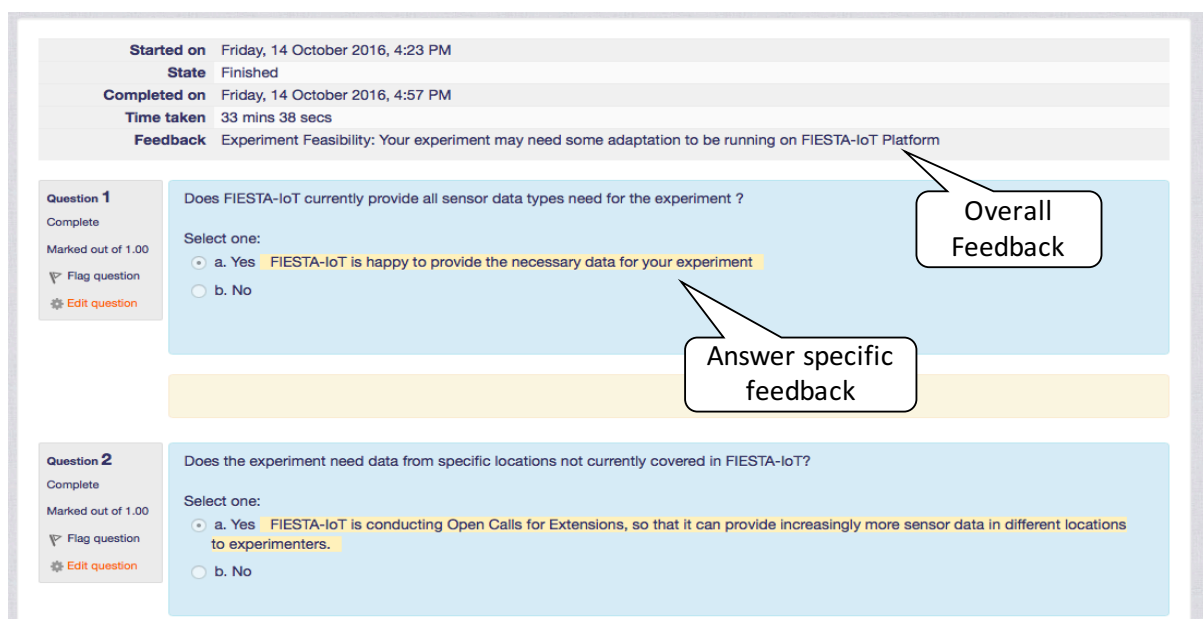 Started on Friday, 14 October 2016, 4:23 PM
State Finished
Completed on Friday, 14 October 2016, 4:57 PM
Time taken 33 mins 38 secs
Feedback Experiment Feasibility: Your experiment may need some adaptation to be running on FIESTA-IoT Platform
Overall
Feedback
Question 1
Complete
Marked out of 1.00
Flag question
Edit question
Does FIESTA-IoT currently provide all sensor data types need for the experiment ?
Select one:
a. Yes FIESTA-IoT is happy to provide the necessary data for your experiment
b. No
Answer specific
feedback
Question 2
Complete
Marked out of 1.00
Flag question
Edit question
Does the experiment need data from specific locations not currently covered in FIESTA-IoT?
Select one:
a. Yes FIESTA-IoT is conducting Open Calls for Extensions, so that it can provide increasingly more sensor data in different locations
to experimenters.
b. No